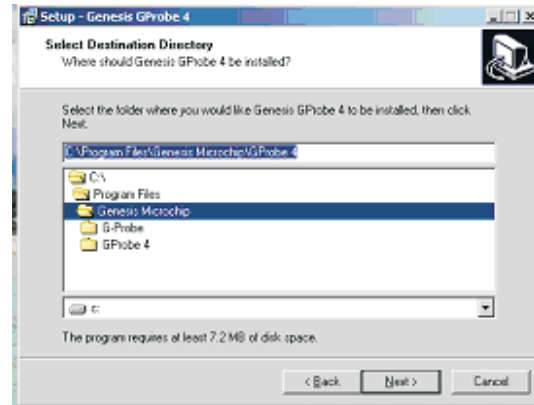 Setup - Genesis GProbe 4
Select Destination Directory
Where should Genesis GProbe 4 be installed?
Select the folder where you would like Genesis GProbe 4 to be installed, then click
Next.
C:\Program Files\Genesis Microchip\GProbe 4
C:\
Program Files
Genesis Microchip
G-Probe
GProbe 4
c:
The program requires at least 7.2 MB of disk space.
< Back
Next >
Cancel